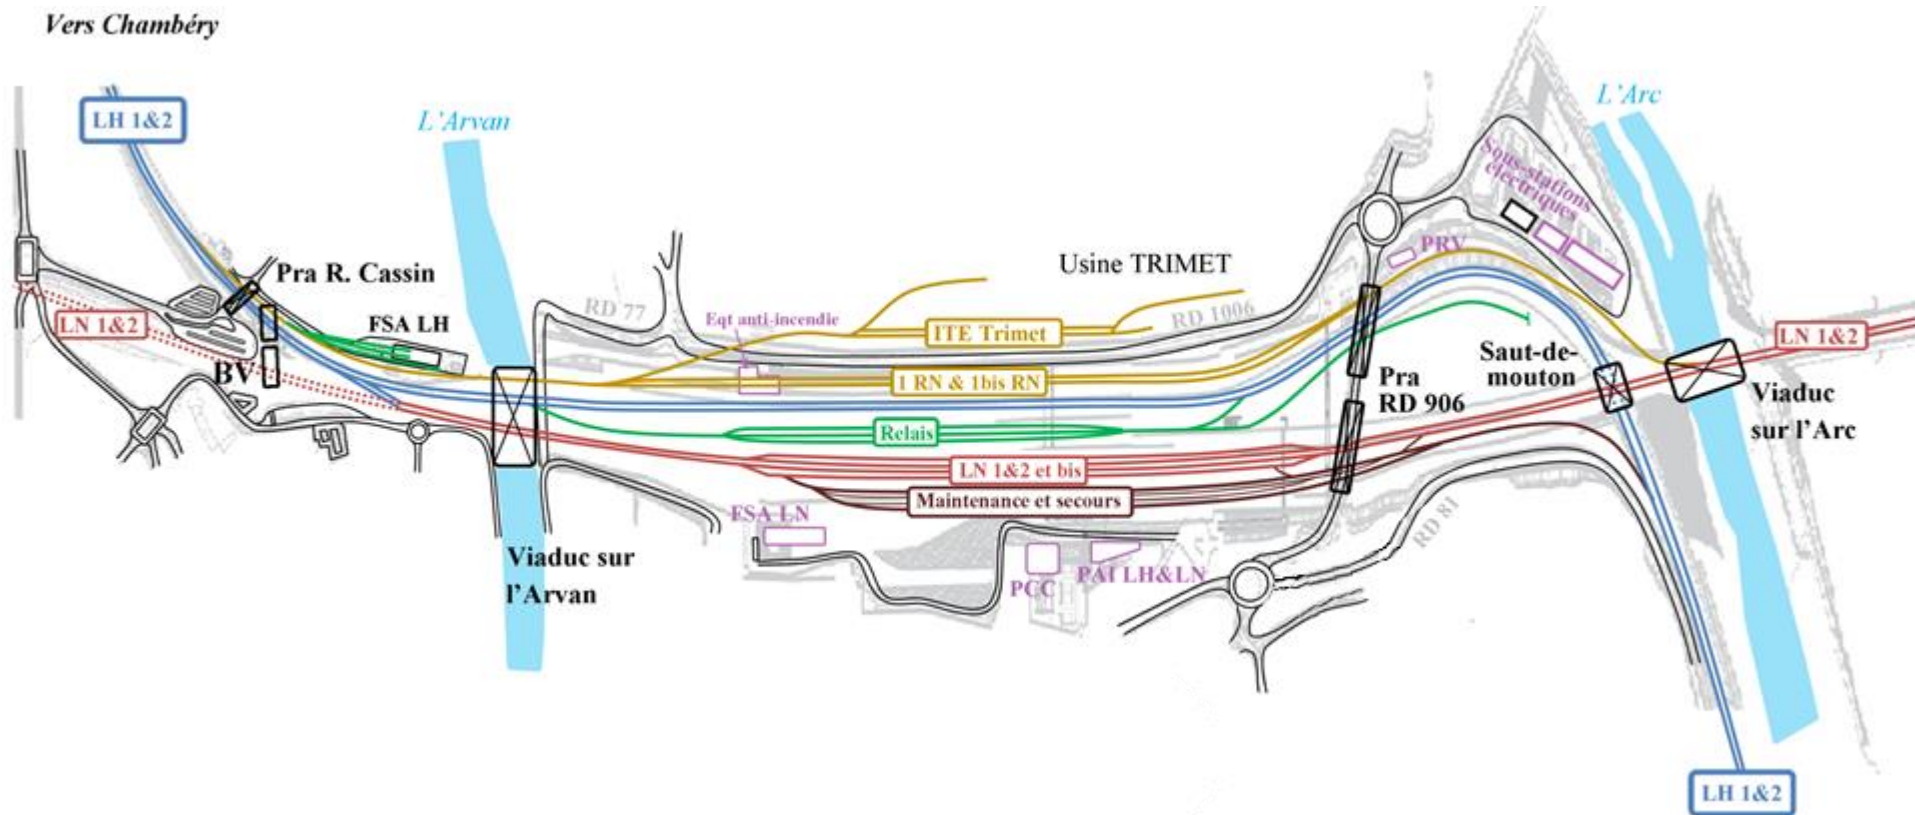 Vers Chambéry
LH 1&2
L'Arvan
L'Arc
Sous-stations
électriques
PRV
Usine TRIMET
Pra R. Cassin
RD 77
RD 1006
LN 1&2
FSA LH
Eqt anti-incendie
ITE Trimet
LN 1&2
Saut-de-
mouton
BV
1 RN & 1bis RN
Pra
RD 906
Viaduc
sur l'Arc
Relais
LN 1&2 et bis
Maintenance et secours
FSA LN
RD 81
Viaduc sur
l'Arvan
PCC
PAI LH&LN
LH 1&2